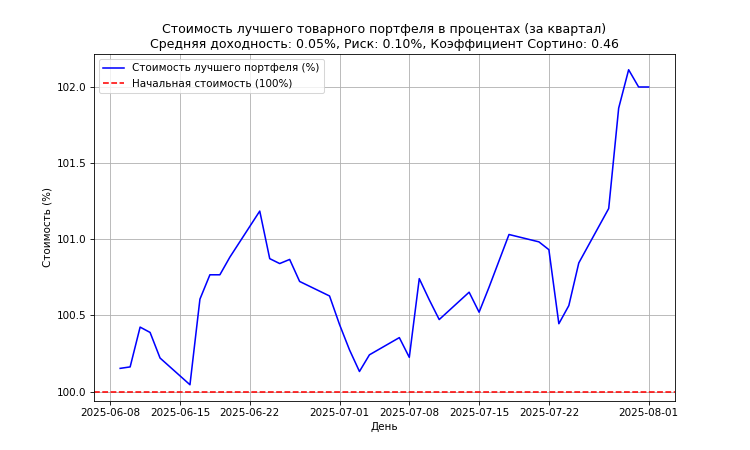 Стоимость лучшего товарного портфеля в процентах (за квартал)
Средняя доходность: 0.05%, Риск: 0.10%, Коэффициент Сортино: 0.46
Стоимость лучшего портфеля (%)
Начальная стоимость (100%)
Стоимость (%)
102.0
101.5
101.0
100.5
100.0
2025-06-08 2025-06-15 2025-06-22 2025-07-01 2025-07-08 2025-07-15 2025-07-22 2025-08-01
День